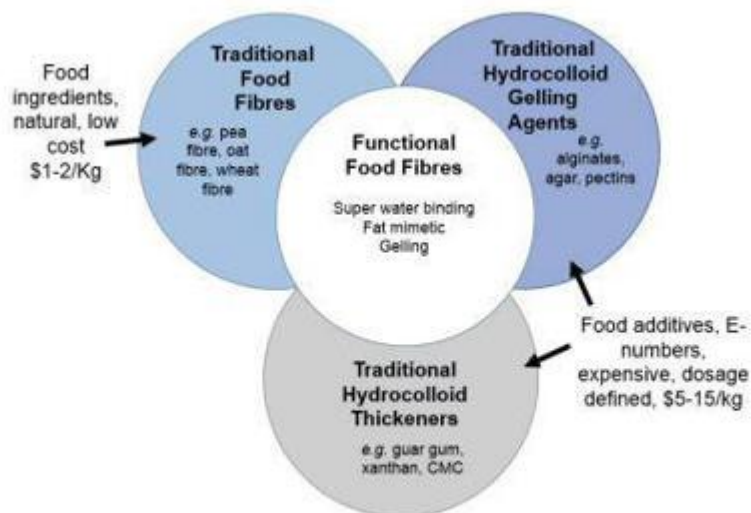 Traditional
Food
Fibres
e.g. pea
fibre, oat
fibre, wheat
fibre
Traditional
Hydrocolloid
Gelling
Agents
e.g.
alginates,
agar, pectins
Food
ingredients,
natural, low
cost
$1-2/Kg
Functional
Food Fibres
Super water binding
Fat mimetic
Gelling
Food additives, E-
numbers,
expensive, dosage
defined, $5-15/kg
Traditional
Hydrocolloid
Thickeners
e.g. guar gum,
xanthan, CMC